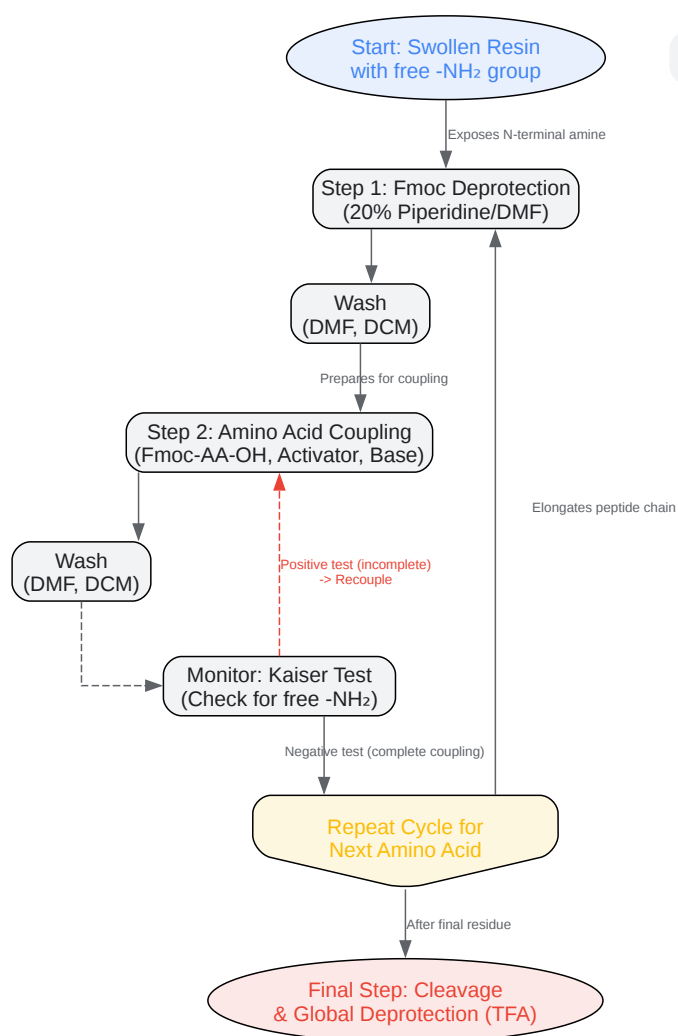 Start: Swollen Resin
with free -NH₂ group
Exposes N-terminal amine
Step 1: Fmoc Deprotection
(20% Piperidine/DMF)
Wash
(DMF, DCM)
Prepares for coupling
Step 2: Amino Acid Coupling
(Fmoc-AA-OH, Activator, Base)
Elongates peptide chain
Wash
(DMF, DCM)
Positive test (incomplete)
-> Recouple
Monitor: Kaiser Test
(Check for free -NH₂)
Negative test (complete coupling)
Repeat Cycle for
Next Amino Acid
After final residue
Final Step: Cleavage
& Global Deprotection (TFA)